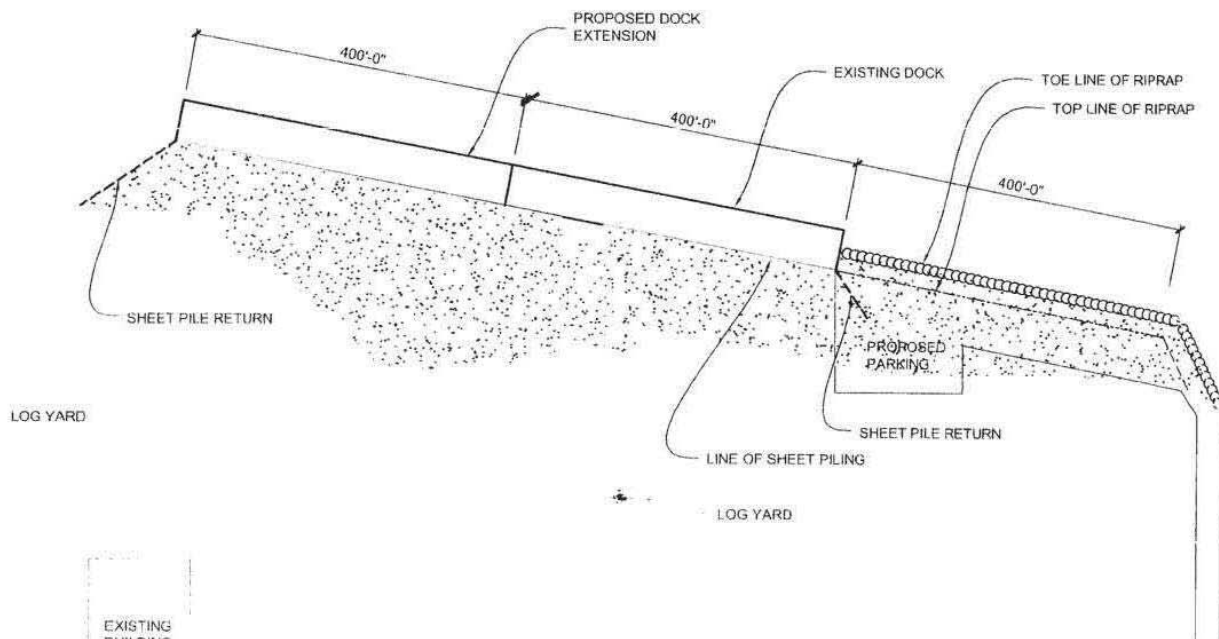 PROPOSED DOCK
EXTENSION
400'-0"
EXISTING DOCK
TOE LINE OF RIPRAP
TOP LINE OF RIPRAP
400'-0"
400'-0"
SHEET PILE RETURN
PROPOSED
PARKING
LOG YARD
SHEET PILE RETURN
LINE OF SHEET PILING
LOG YARD
EXISTING